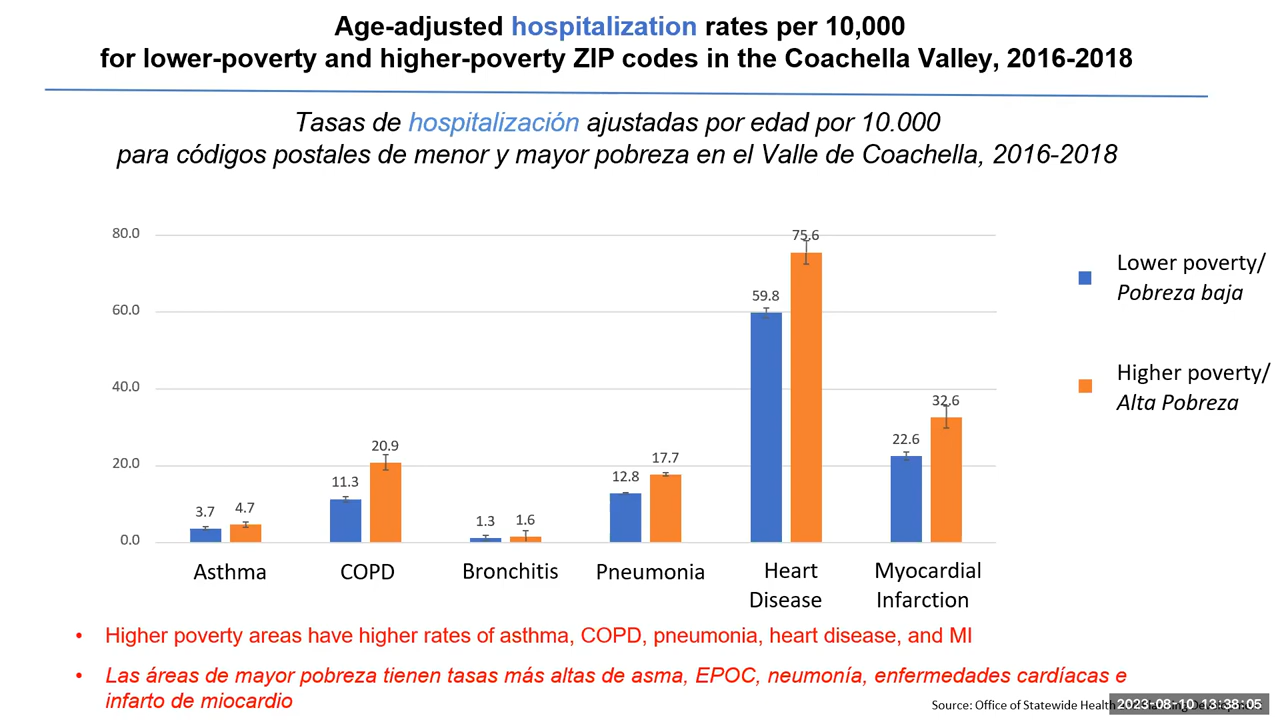 Age-adjusted hospitalization rates per 10,000
for lower-poverty and higher-poverty ZIP codes in the Coachella Valley, 2016-2018
Tasas de hospitalización ajustadas por edad por 10.000
para códigos postales de menor y mayor pobreza en el Valle de Coachella, 2016-2018
80.0
60.0
40.0
20.0
0.0
3.7
4.7
11.3
20.9
1.3
1.6
12.8
17.7
59.8
75.6
22.6
32.6
Asthma
COPD
Bronchitis
Pneumonia
Heart
Disease
Myocardial
Infarction
Lower poverty/
Pobreza baja
Higher poverty/
Alta Pobreza
• Higher poverty areas have higher rates of asthma, COPD, pneumonia, heart disease, and MI
• Las áreas de mayor pobreza tienen tasas más altas de asma, EPOC, neumonía, enfermedades cardíacas e
infarto de miocardio
Source: Office of Statewide Health
2023-08-10 13:38:05